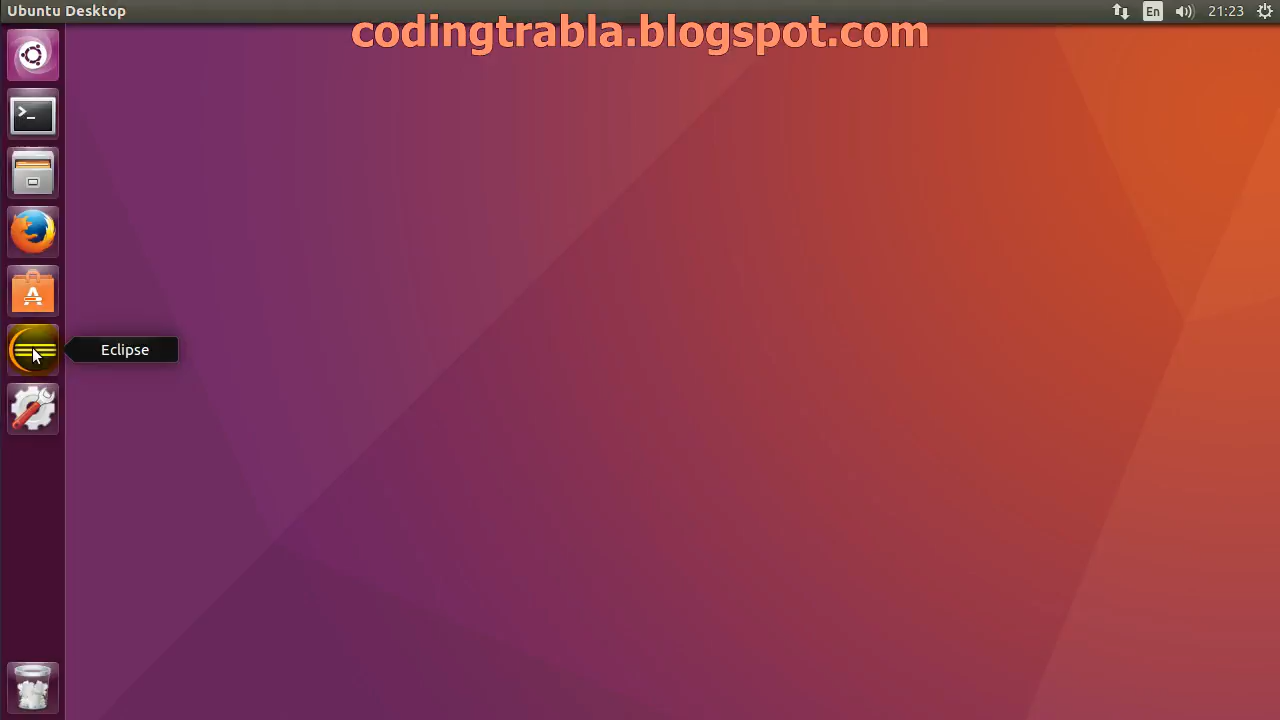 Ubuntu Desktop
En
21:23
codingtrabla.blogspot.com
>_
A
Eclipse